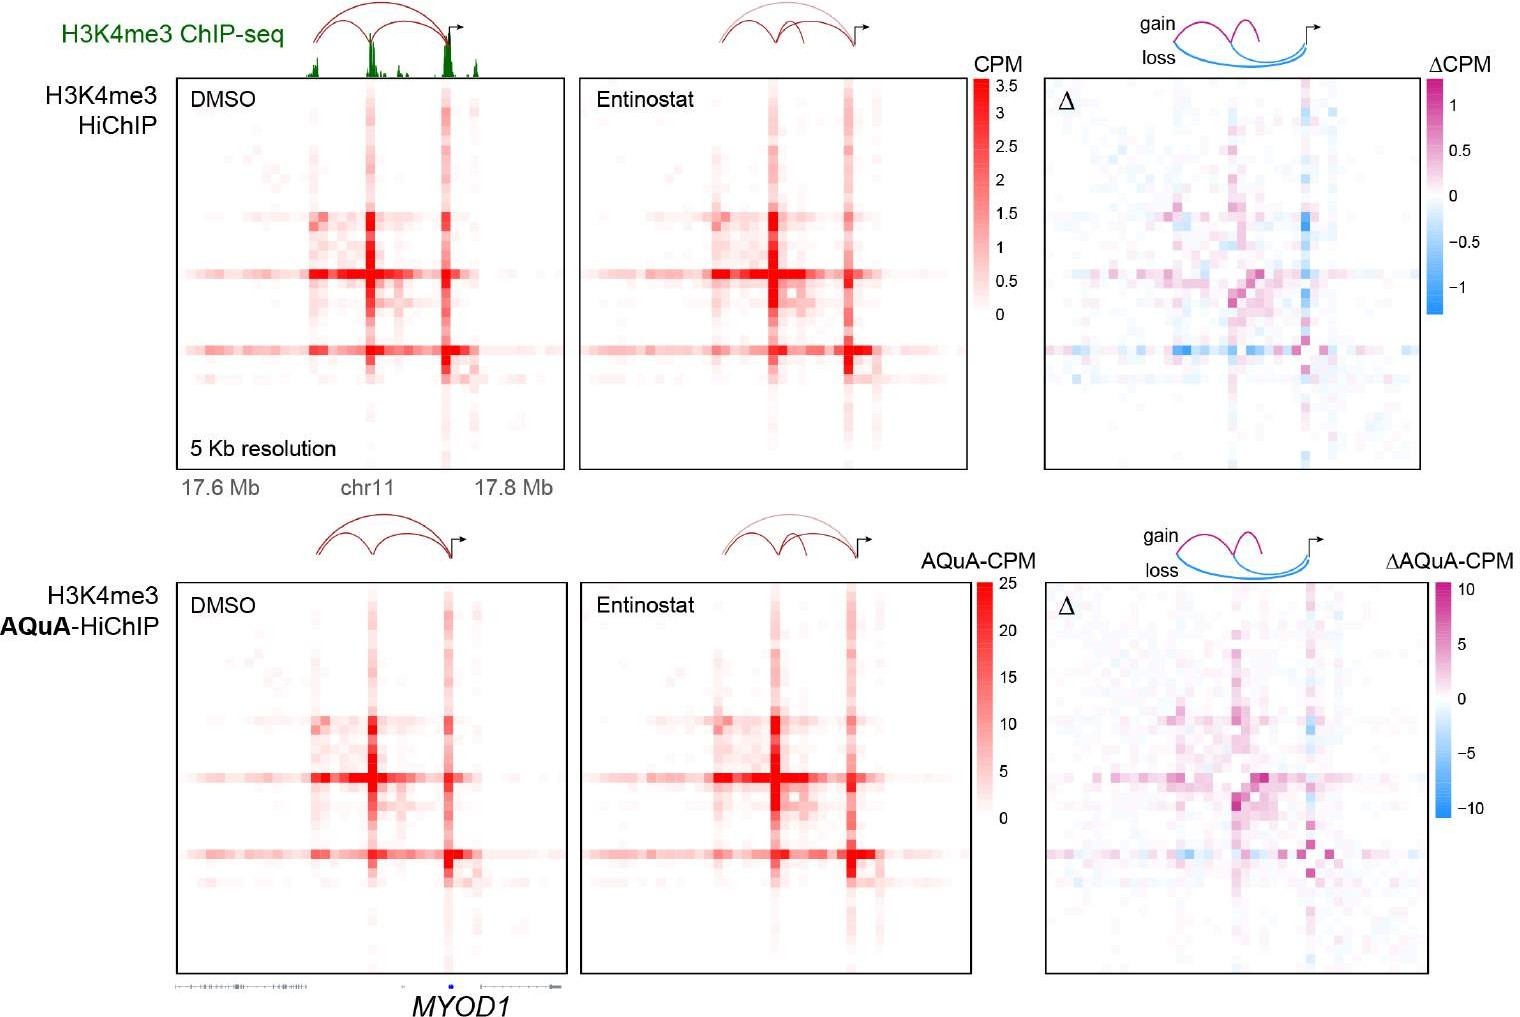 H3K4me3 ChIP-seq
gain
loss
H3K4me3
HiChIP
DMSO
Entinostat
CPM
3.5
3
2.5
2
1.5
1
0.5
0
Δ
ΔCPM
1
0.5
0
−0.5
−1
5 Kb resolution
17.6 Mb chr11 17.8 Mb
gain
loss
H3K4me3
AQuA-HiChIP
DMSO
Entinostat
AQuA-CPM
25
20
15
10
5
0
Δ
ΔAQuA-CPM
10
5
0
−5
−10
MYOD1